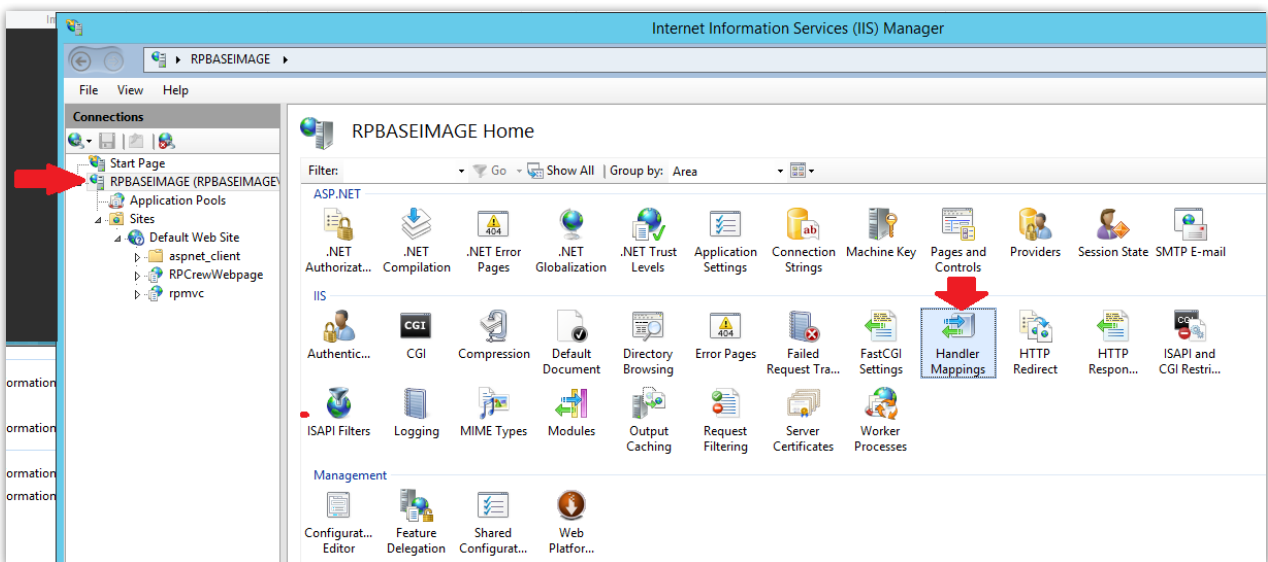 In
Internet Information Services (IIS) Manager
RPBASEIMAGE
File View Help
Connections
Start Page
RPBASEIMAGE (RPBASEIMAGE\
Application Pools
Sites
Default Web Site
aspnet_client
RPCrewWebpage
rpmvc
ormation
ormation
ormation
ormation
RPBASEIMAGE Home
Filter: Go Show All Group by: Area
ASP.NET
.NET Authorizat...
.NET Compilation
.NET Error Pages
.NET Globalization
.NET Trust Levels
Application Settings
Connection Strings
Machine Key
Pages and Controls
Providers
Session State
SMTP E-mail
IIS
Authentic...
CGI
Compression
Default Document
Directory Browsing
Error Pages
Failed Request Tra...
FastCGI Settings
Handler Mappings
HTTP Redirect
HTTP Respon...
ISAPI and CGI Restri...
ISAPI Filters
Logging
MIME Types
Modules
Output Caching
Request Filtering
Server Certificates
Worker Processes
Management
Configurat... Editor
Feature Delegation
Shared Configurat...
Web Platfor...